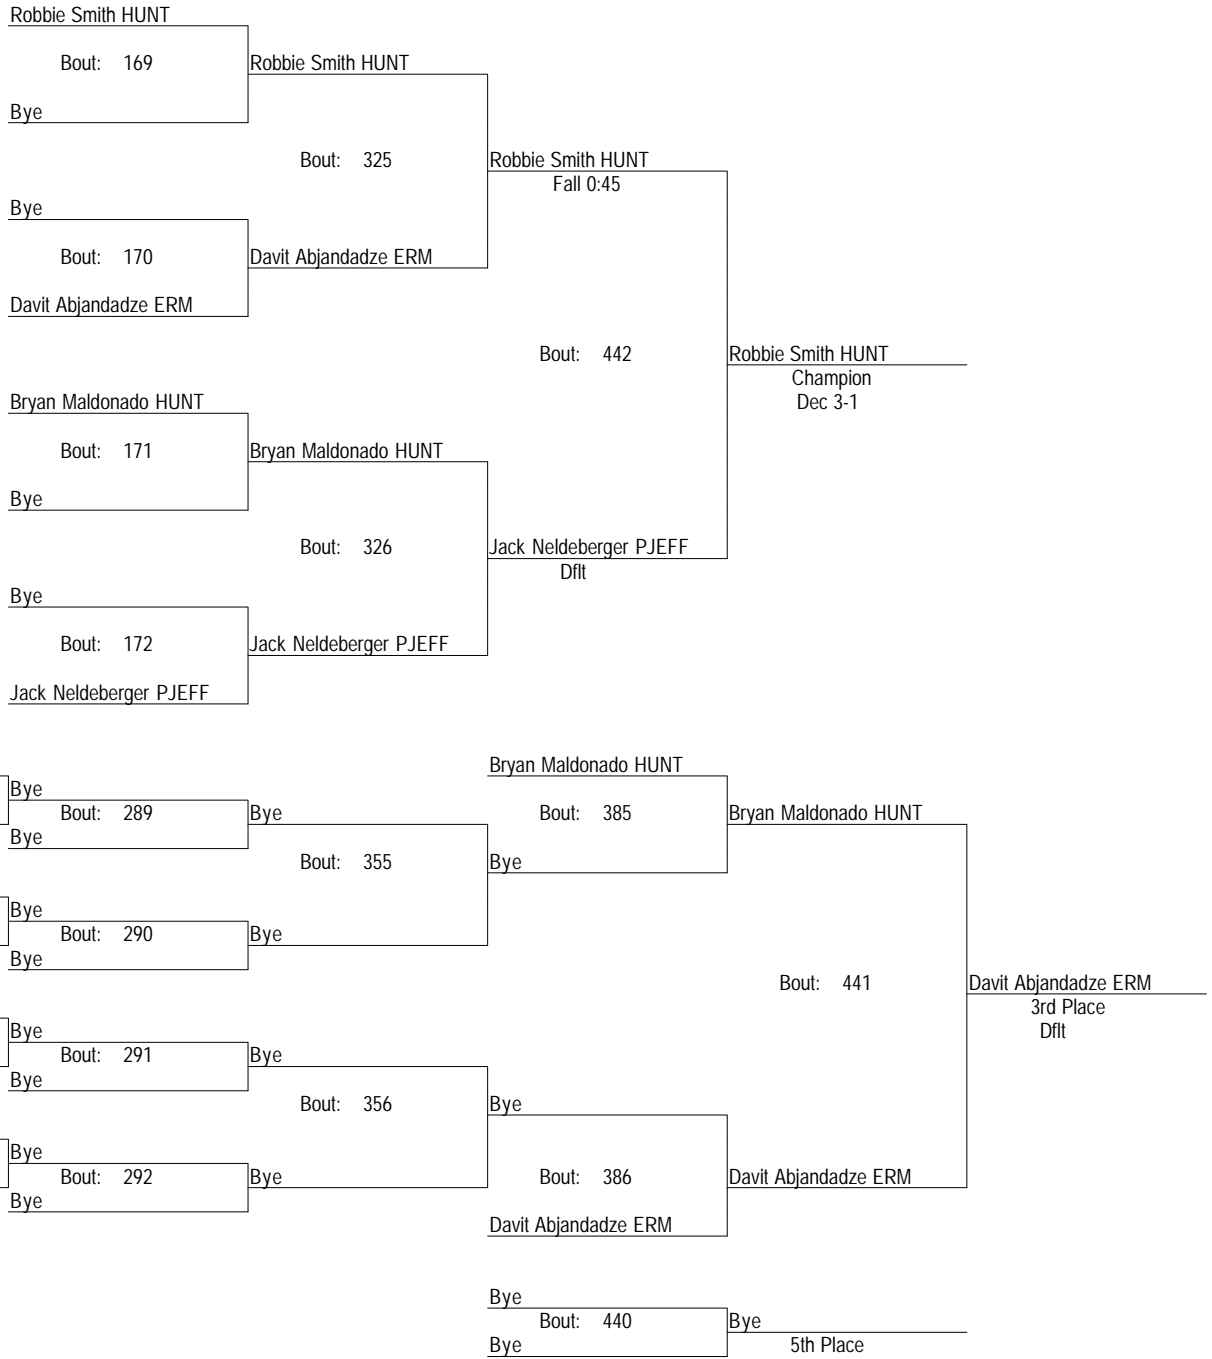 Robbie Smith HUNT
Bout: 169
Robbie Smith HUNT
Bye
Bout: 325
Robbie Smith HUNT
Fall 0:45
Bye
Bout: 170
Davit Abjandadze ERM
Davit Abjandadze ERM
Bout: 442
Robbie Smith HUNT
Champion
Dec 3-1
Bryan Maldonado HUNT
Bout: 171
Bryan Maldonado HUNT
Bye
Bout: 326
Jack Neldeberger PJEFF
Dflt
Bye
Bout: 172
Jack Neldeberger PJEFF
Jack Neldeberger PJEFF
Bryan Maldonado HUNT
Bye
Bout: 289
Bye
Bout: 385
Bryan Maldonado HUNT
Bye
Bout: 355
Bye
Bye
Bout: 290
Bye
Bye
Bout: 441
Davit Abjandadze ERM
3rd Place
Dflt
Bye
Bout: 291
Bye
Bye
Bout: 356
Bye
Bye
Bout: 292
Bye
Bout: 386
Davit Abjandadze ERM
Bye
Davit Abjandadze ERM
Bye
Bout: 440
Bye
Bye
5th Place